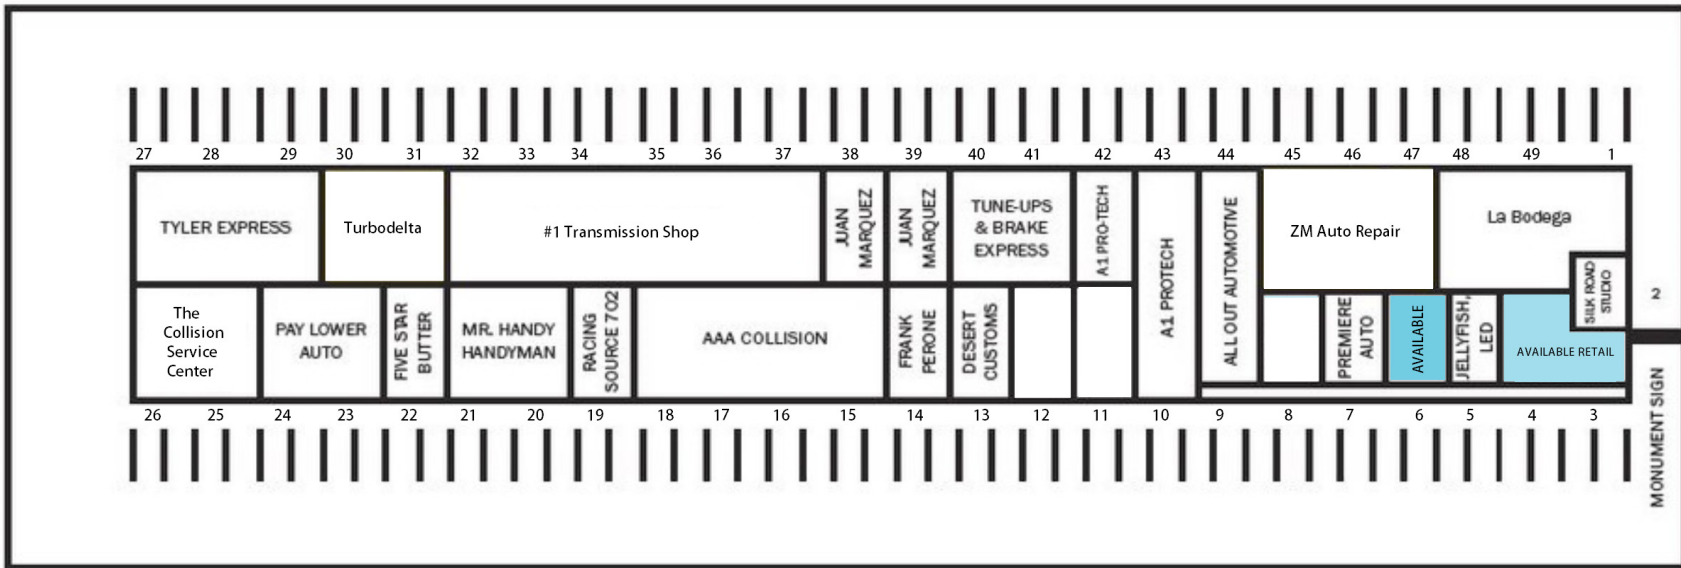 27 28 29 30 31 32 33 34 35 36 37 38 39 40 41 42 43 44 45 46 47 48 49 1
TYLER EXPRESS
Turbodelta
#1 Transmission Shop
JUAN
MARQUEZ
JUAN
MARQUEZ
TUNE-UPS
& BRAKE
EXPRESS
A1 PRO-TECH
A1 PROTECH
ALL OUT AUTOMOTIVE
ZM Auto Repair
La Bodega
SILK ROAD
STUDIO
2
The
Collision
Service
Center
PAY LOWER
AUTO
FIVE STAR
BUTTER
MR. HANDY
HANDYMAN
RACING
SOURCE 702
AAA COLLISION
FRANK
PERONE
DESERT
CUSTOMS
PREMIERE
AUTO
AVAILABLE
JELLYFISH,
LED
AVAILABLE RETAIL
26 25 24 23 22 21 20 19 18 17 16 15 14 13 12 11 10 9 8 7 6 5 4 3
MONUMENT SIGN